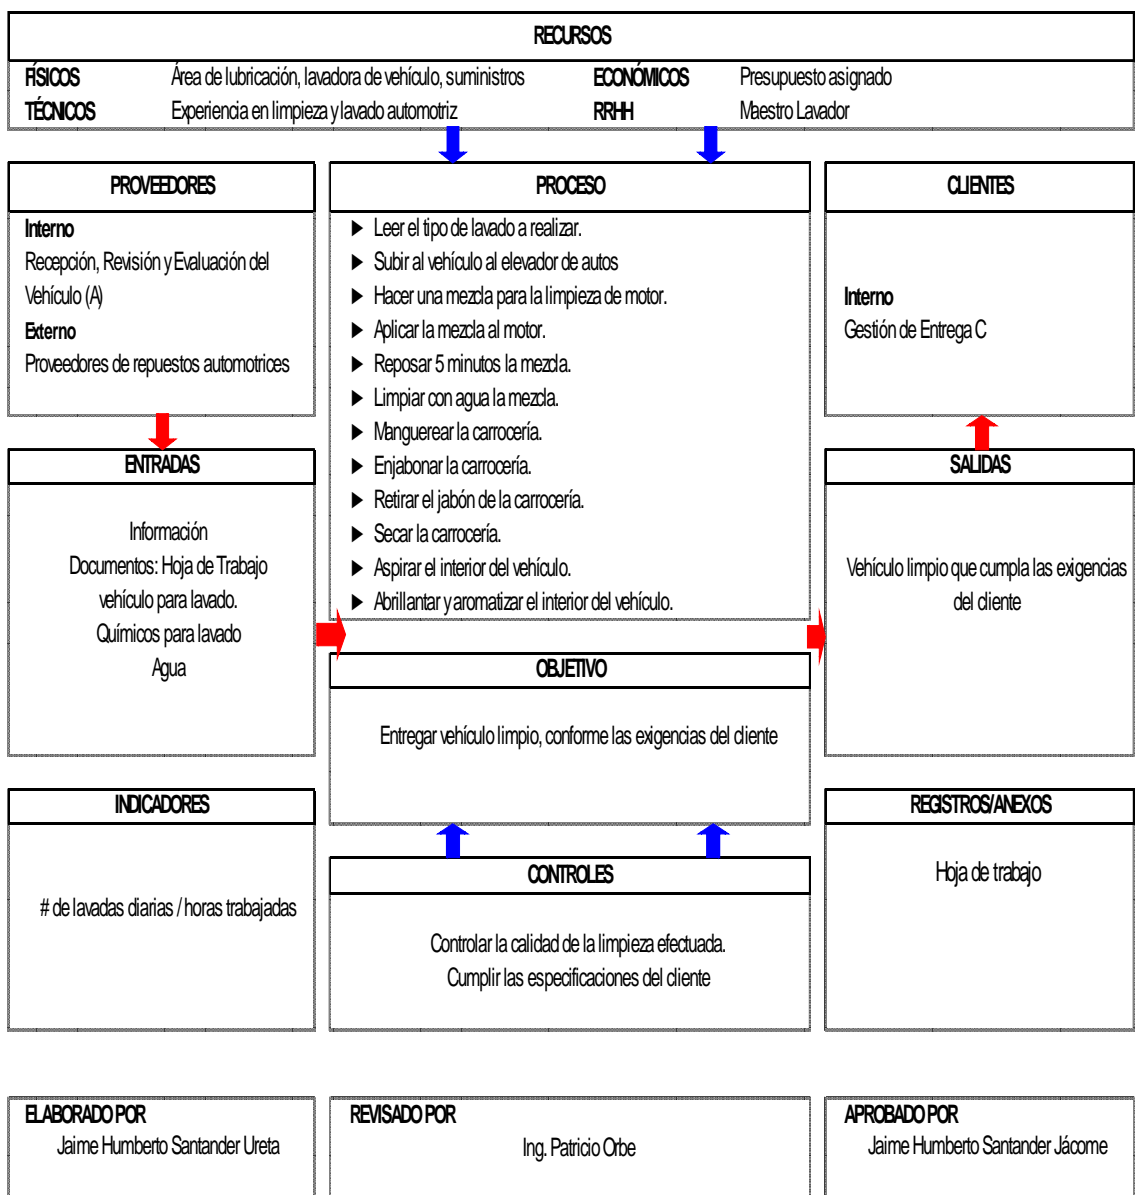 RECURSOS
FÍSICOS Área de lubricación, lavadora de vehículo, suministros ECONÓMICOS Presupuesto asignado
TÉCNICOS Experiencia en limpieza y lavado automotriz RRHH Maestro Lavador
PROVEEDORES
Interno
Recepción, Revisión y Evaluación del
Vehículo (A)
Externo
Proveedores de repuestos automotrices
PROCESO
Leer el tipo de lavado a realizar.
Subir al vehículo al elevador de autos
Hacer una mezcla para la limpieza de motor.
Aplicar la mezcla al motor.
Reposar 5 minutos la mezcla.
Limpiar con agua la mezcla.
Manguerear la carrocería.
Enjabonar la carrocería.
Retirar el jabón de la carrocería.
Secar la carrocería.
Aspirar el interior del vehículo.
Abrillantar y aromatizar el interior del vehículo.
CLIENTES
Interno
Gestión de Entrega C
ENTRADAS
Información
Documentos: Hoja de Trabajo
vehículo para lavado.
Químicos para lavado
Agua
SALIDAS
Vehículo limpio que cumpla las exigencias
del cliente
OBJETIVO
Entregar vehículo limpio, conforme las exigencias del cliente
INDICADORES
# de lavadas diarias / horas trabajadas
CONTROLES
Controlar la calidad de la limpieza efectuada.
Cumplir las especificaciones del cliente
REGISTROS/ANEXOS
Hoja de trabajo
ELABORADO POR
Jaime Humberto Santander Ureta
REVISADO POR
Ing. Patricio Orbe
APROBADO POR
Jaime Humberto Santander Jácome